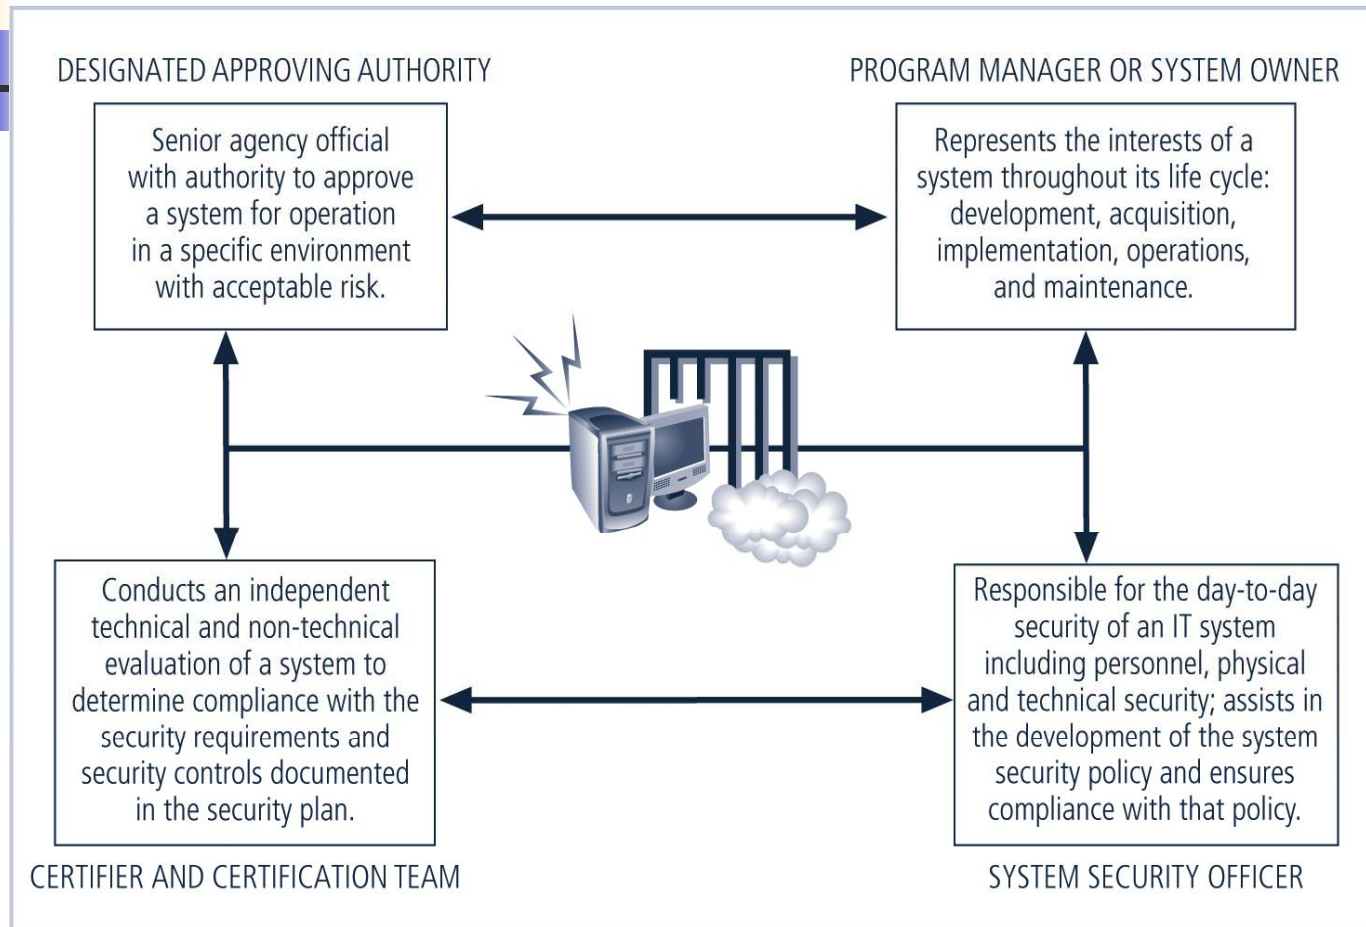 DESIGNATED APPROVING AUTHORITY
Senior agency official
with authority to approve
a system for operation
in a specific environment
with acceptable risk.
PROGRAM MANAGER OR SYSTEM OWNER
Represents the interests of a
system throughout its life cycle:
development, acquisition,
implementation, operations,
and maintenance.
Conducts an independent
technical and non-technical
evaluation of a system to
determine compliance with the
security requirements and
security controls documented
in the security plan.
CERTIFIER AND CERTIFICATION TEAM
Responsible for the day-to-day
security of an IT system
including personnel, physical
and technical security; assists in
the development of the system
security policy and ensures
compliance with that policy.
SYSTEM SECURITY OFFICER